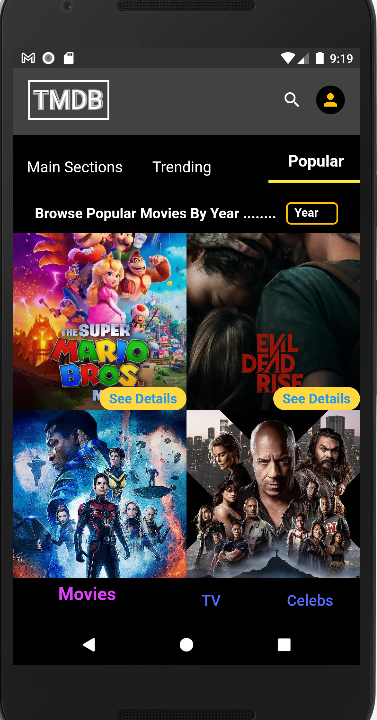 9:19
TMDB
Main Sections
Trending
Popular
Browse Popular Movies By Year ........
Year
THE SUPER
MARIO
BROS.
See Details
EVIL
DEAD
RISE
See Details
Movies
TV
Celebs